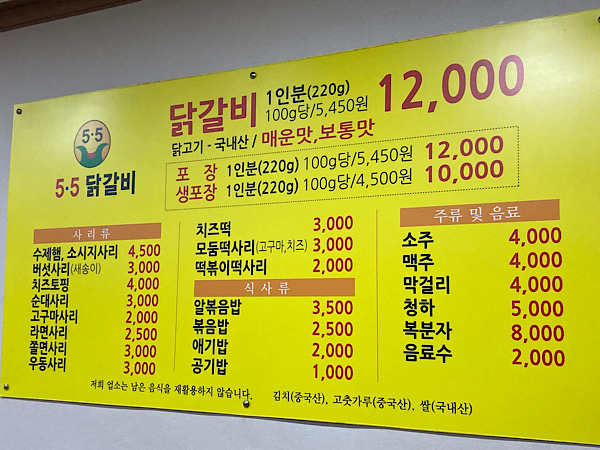 5·5
5·5 닭갈비
닭갈비 1인분(220g) 100g당/5,450원 12,000
닭고기 - 국내산 / 매운맛,보통맛
포 장 1인분(220g) 100g당/5,450원 12,000
생포장 1인분(220g) 100g당/4,500원 10,000
사 리 류
수제햄, 소시지사리 4,500
버섯사리(새송이) 3,000
치즈토핑 4,000
순대사리 3,000
고구마사리 2,000
라면사리 2,500
쫄면사리 3,000
우동사리 3,000
치즈떡 3,000
모둠떡사리(고구마,치즈) 3,000
떡볶이떡사리 2,000
식 사 류
알볶음밥 3,500
볶음밥 2,500
애기밥 2,000
공기밥 1,000
주류 및 음료
소주 4,000
맥주 4,000
막걸리 4,000
청하 5,000
복분자 8,000
음료수 2,000
저희 업소는 남은 음식을 재활용하지 않습니다. 김치(중국산), 고춧가루(중국산), 쌀(국내산)